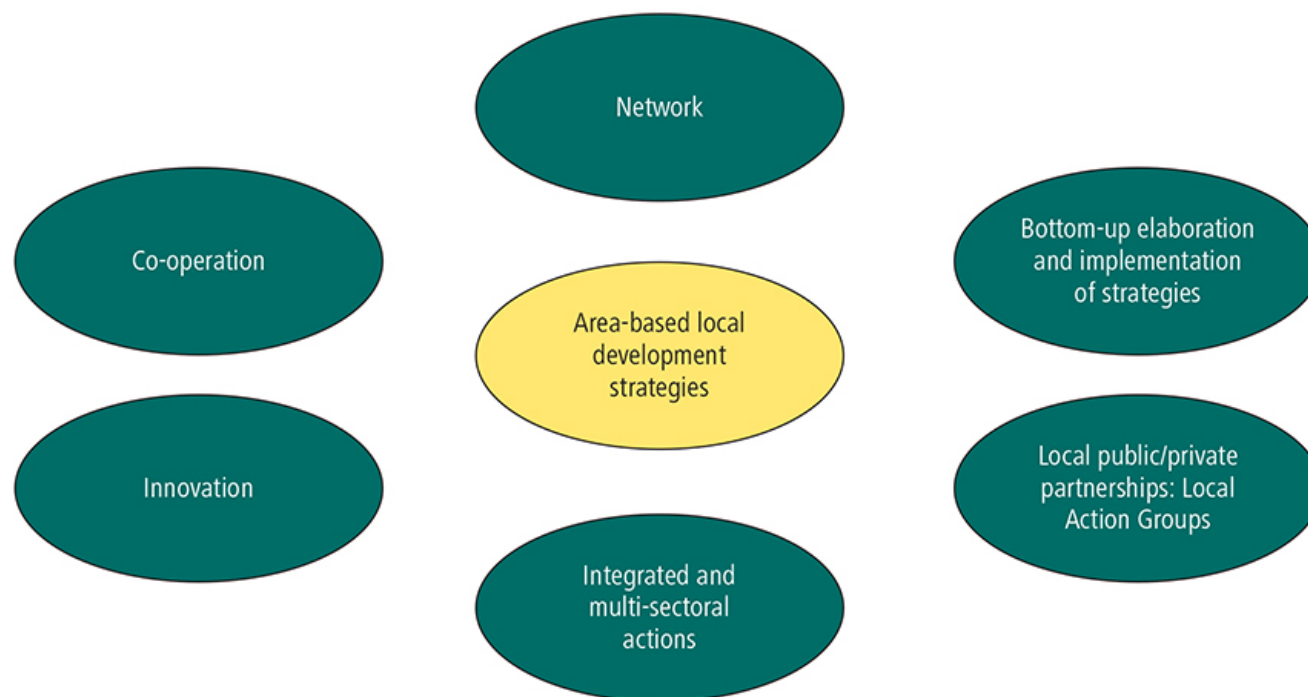 Network
Co-operation
Bottom-up elaboration
and implementation
of strategies
Area-based local
development
strategies
Innovation
Local public/private
partnerships: Local
Action Groups
Integrated and
multi-sectoral
actions